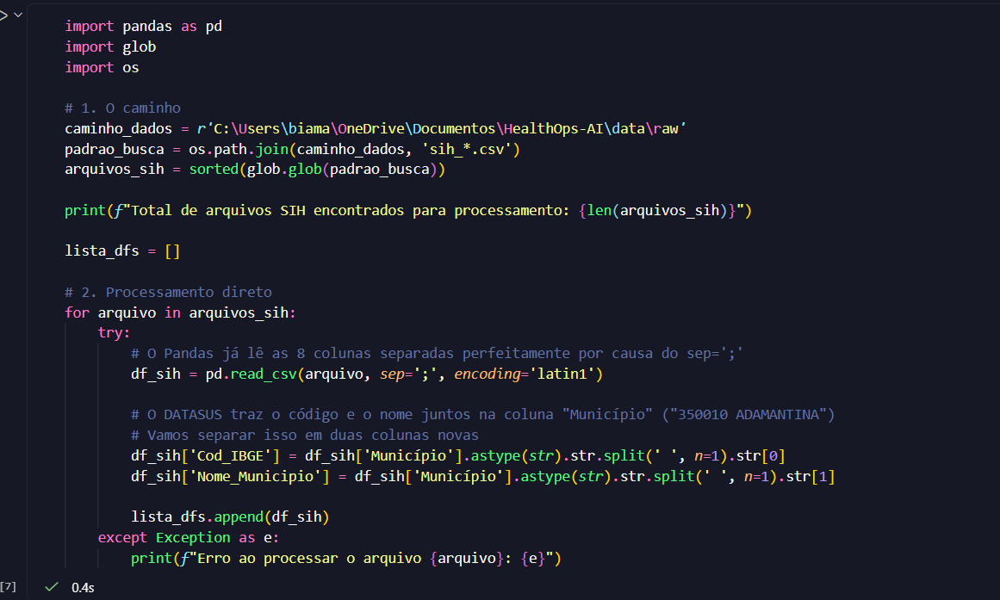 import pandas as pd
import glob
import os
# 1. O caminho
caminho_dados = r'C:\Users\biama\OneDrive\Documentos\HealthOps-AI\data\raw'
padrao_busca = os.path.join(caminho_dados, 'sih_*.csv')
arquivos_sih = sorted(glob.glob(padrao_busca))
print(f"Total de arquivos SIH encontrados para processamento: {len(arquivos_sih)}")
lista_dfs = []
# 2. Processamento direto
for arquivo in arquivos_sih:
    try:
        # O Pandas já lê as 8 colunas separadas perfeitamente por causa do sep=';'
        df_sih = pd.read_csv(arquivo, sep=';', encoding='latin1')
        # O DATASUS traz o código e o nome juntos na coluna "Município" ("350010 ADAMANTINA")
        # Vamos separar isso em duas colunas novas
        df_sih['Cod_IBGE'] = df_sih['Município'].astype(str).str.split(' ', n=1).str[0]
        df_sih['Nome_Municipio'] = df_sih['Município'].astype(str).str.split(' ', n=1).str[1]
        lista_dfs.append(df_sih)
    except Exception as e:
        print(f"Erro ao processar o arquivo {arquivo}: {e}")
[7] 0.4s